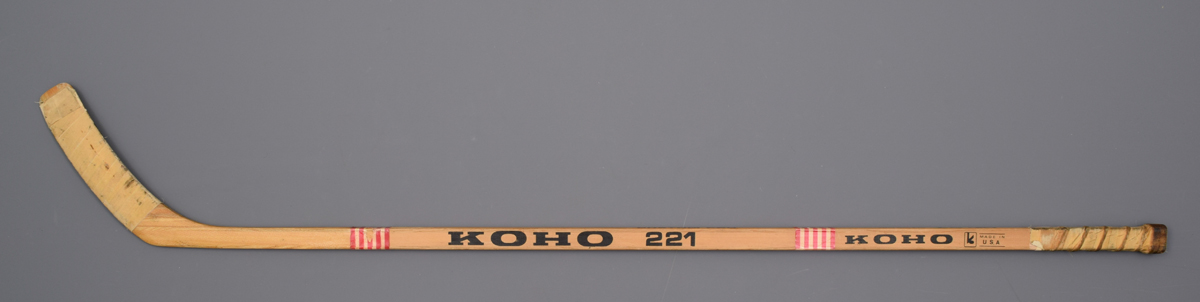 KOHO 221 KOHO k MADE IN
USA